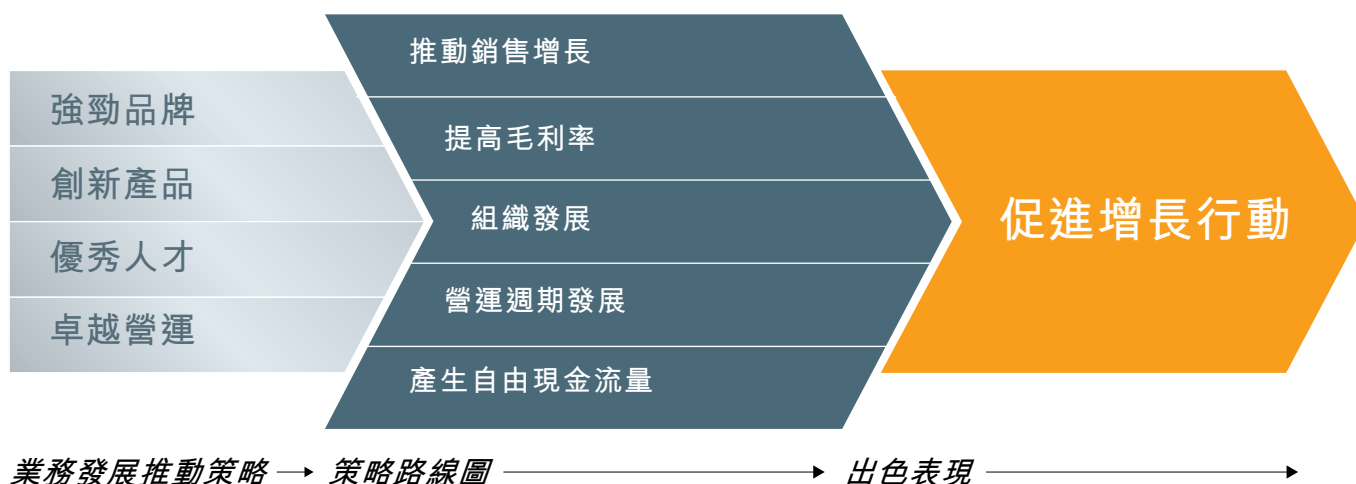 強勁品牌
創新產品
優秀人才
卓越營運
推動銷售增長
提高毛利率
組織發展
營運週期發展
產生自由現金流量
促進增長行動
業務發展推動策略
策略路線圖
出色表現